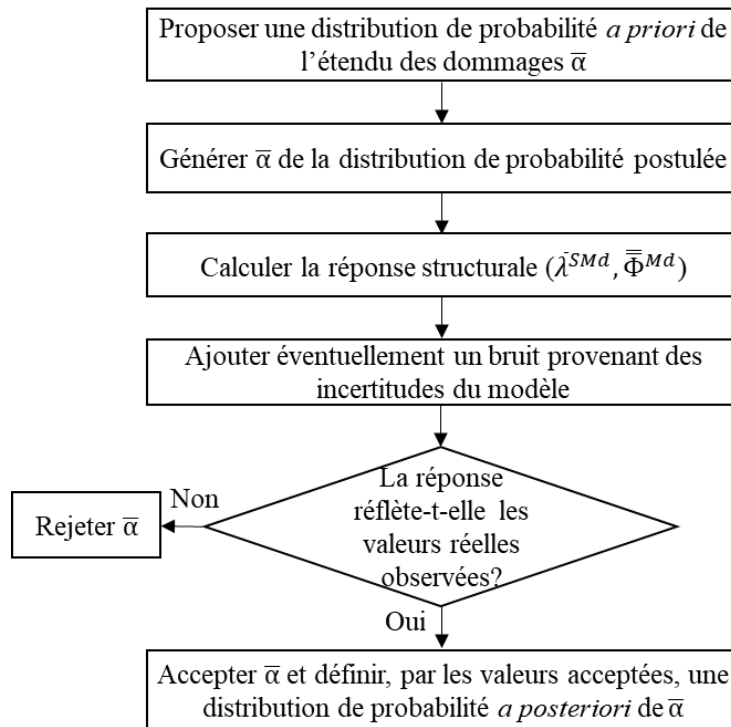 Proposer une distribution de probabilité a priori de
l'étendu des dommages α̅
Générer α̅ de la distribution de probabilité postulée
Calculer la réponse structurale (λ̄^SMd, Φ̿^Md)
Ajouter éventuellement un bruit provenant des
incertitudes du modèle
La réponse
réflète-t-elle les
valeurs réelles
observées?
Non
Rejeter α̅
Oui
Accepter α̅ et définir, par les valeurs acceptées, une
distribution de probabilité a posteriori de α̅